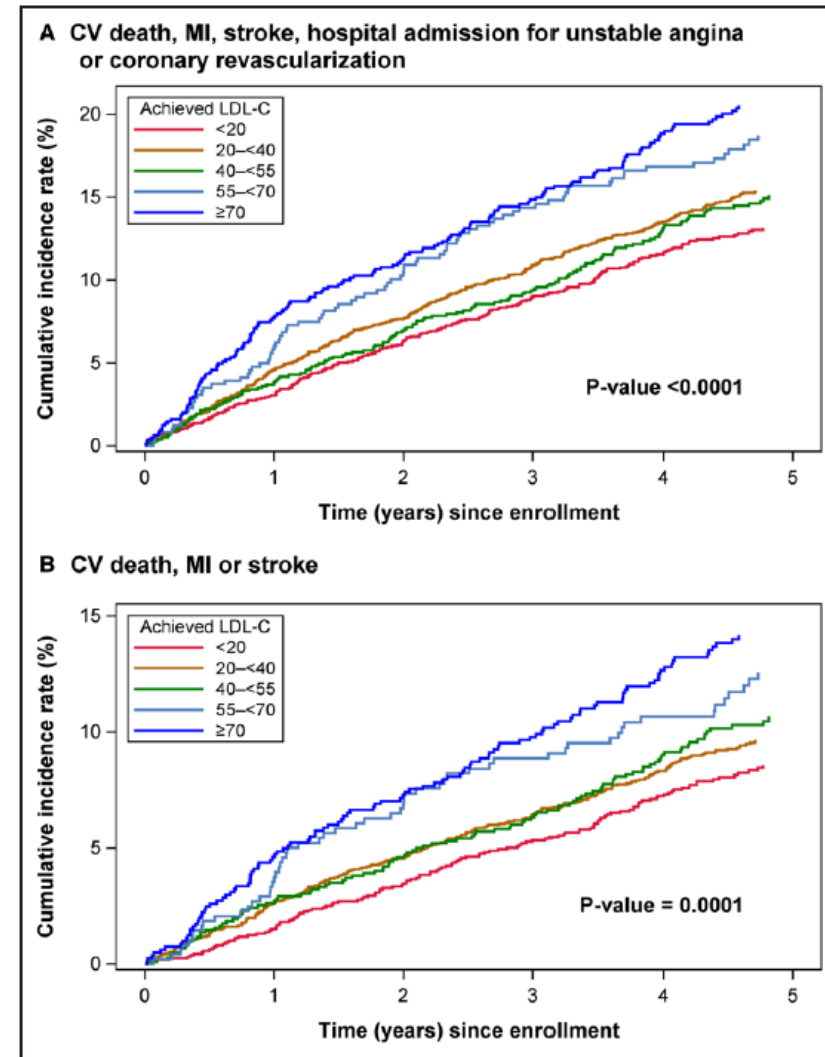 A CV death, MI, stroke, hospital admission for unstable angina
or coronary revascularization
Cumulative incidence rate (%)
20
15
10
5
0
Achieved LDL-C
<20
20–<40
40–<55
55–<70
≥70
P-value <0.0001
0 1 2 3 4 5
Time (years) since enrollment
B CV death, MI or stroke
Cumulative incidence rate (%)
15
10
5
0
Achieved LDL-C
<20
20–<40
40–<55
55–<70
≥70
P-value = 0.0001
0 1 2 3 4 5
Time (years) since enrollment